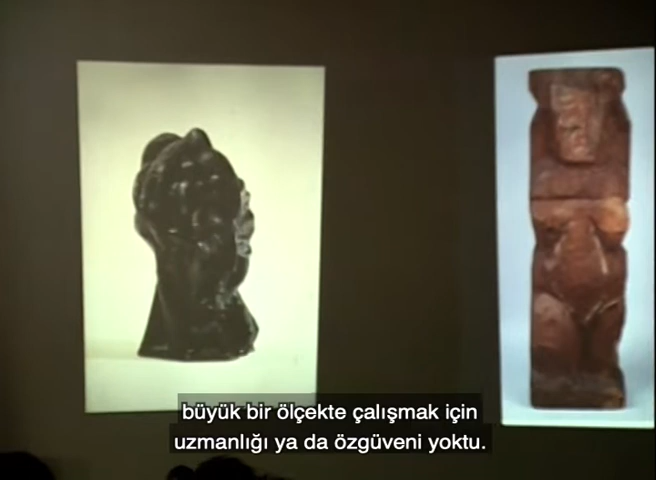 büyük bir ölçekte çalışmak için
uzmanlığı ya da özgüveni yoktu.